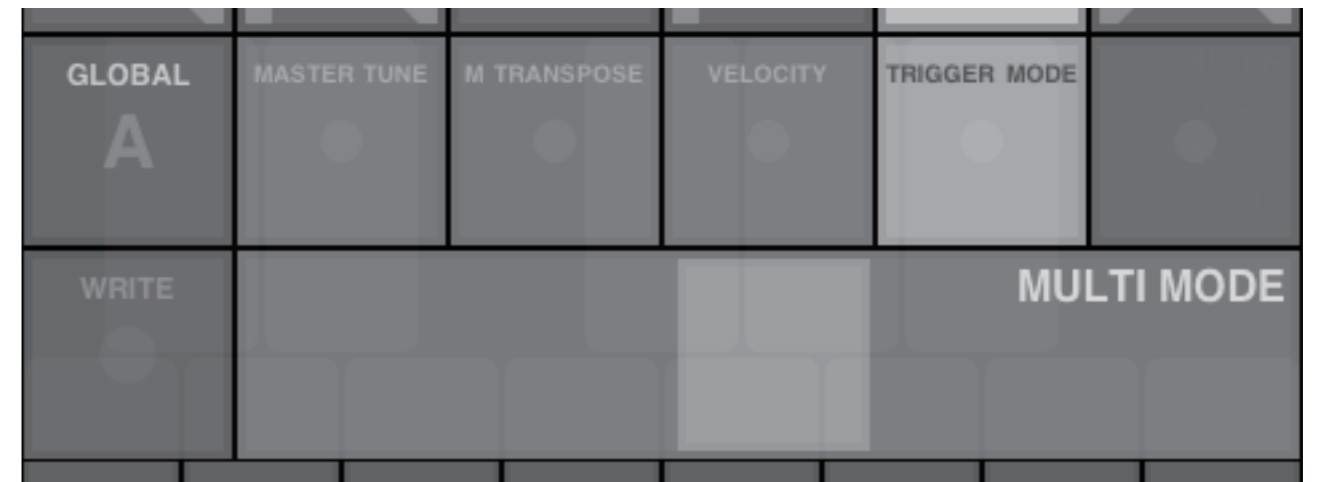 GLOBAL
A
MASTER TUNE
M TRANSPOSE
VELOCITY
TRIGGER MODE
WRITE
MULTI MODE